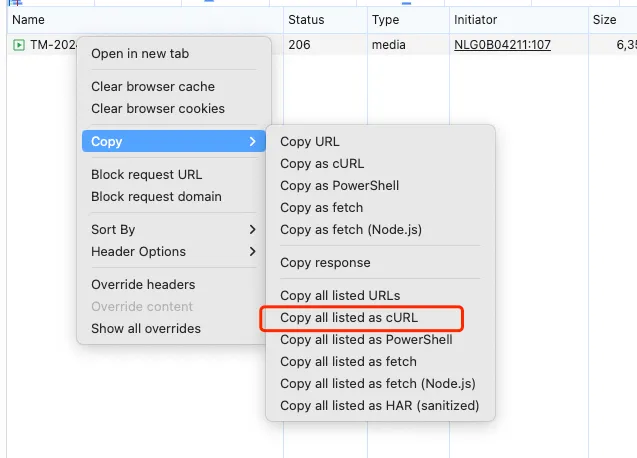 Name Status Type Initiator Size
TM-202 206 media NLG0B04211:107 6,35
Open in new tab
Clear browser cache
Clear browser cookies
Copy
Block request URL
Block request domain
Sort By
Header Options
Override headers
Override content
Show all overrides
Copy URL
Copy as cURL
Copy as PowerShell
Copy as fetch
Copy as fetch (Node.js)
Copy response
Copy all listed URLs
Copy all listed as cURL
Copy all listed as PowerShell
Copy all listed as fetch
Copy all listed as fetch (Node.js)
Copy all listed as HAR (sanitized)